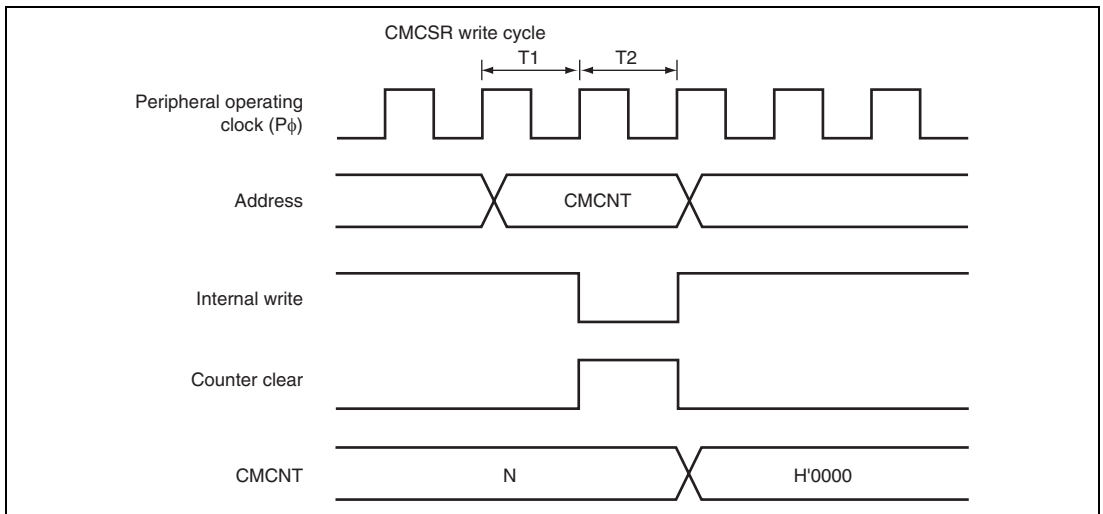 CMCSR write cycle
T1
T2
Peripheral operating
clock (Pϕ)
Address
CMCNT
Internal write
Counter clear
CMCNT
N
H'0000